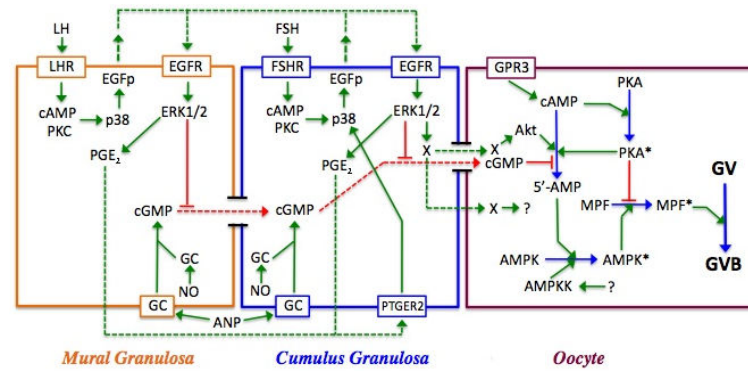 LH
FSH
LHR
EGFp
EGFR
FSHR
EGFp
EGFR
GPR3
PKA
cAMP
PKC
p38
ERK1/2
cAMP
PKC
p38
ERK1/2
cAMP
Akt
PGE₂
PGE₂
X
X
cGMP
PKA*
5'-AMP
GV
cGMP
cGMP
X
?
MPF
MPF*
GC
NO
GC
NO
AMPK
AMPK*
GVB
AMPKK
?
GC
ANP
GC
PTGER2
Mural Granulosa
Cumulus Granulosa
Oocyte